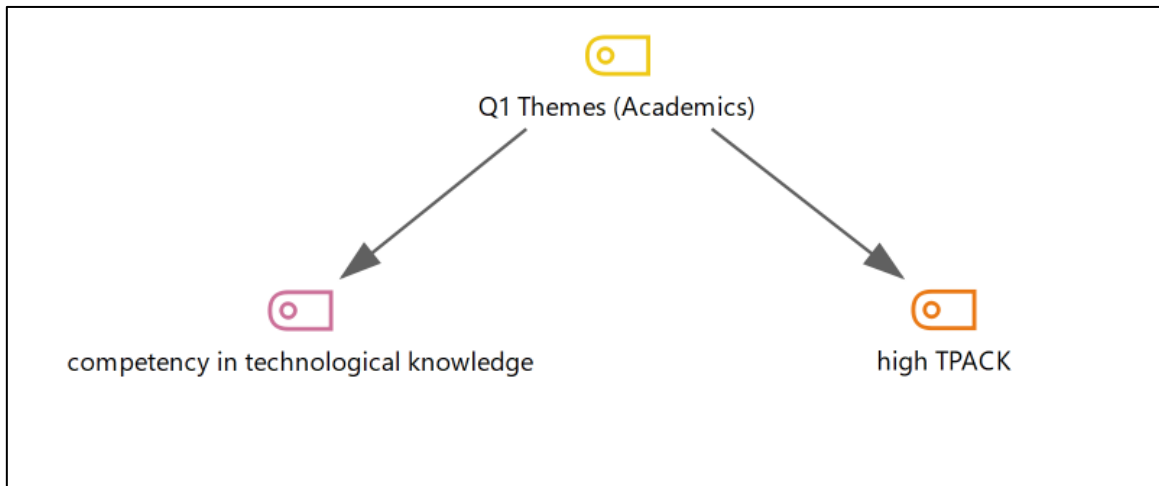 Q1 Themes (Academics)
competency in technological knowledge
high TPACK